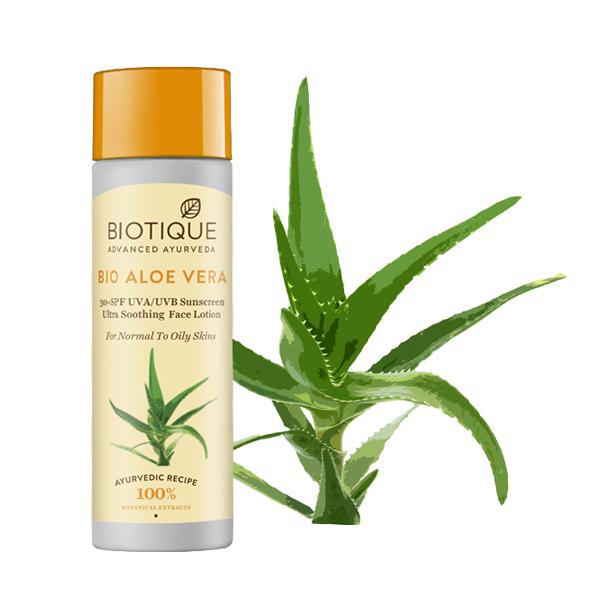 BIOTIQUE
ADVANCED AYURVEDA
BIO ALOE VERA
30+SPF UVA/UVB Sunscreen
Ultra Soothing Face Lotion
For Normal To Oily Skins
AYURVEDIC RECIPE
100%
BOTANICAL EXTRACTS